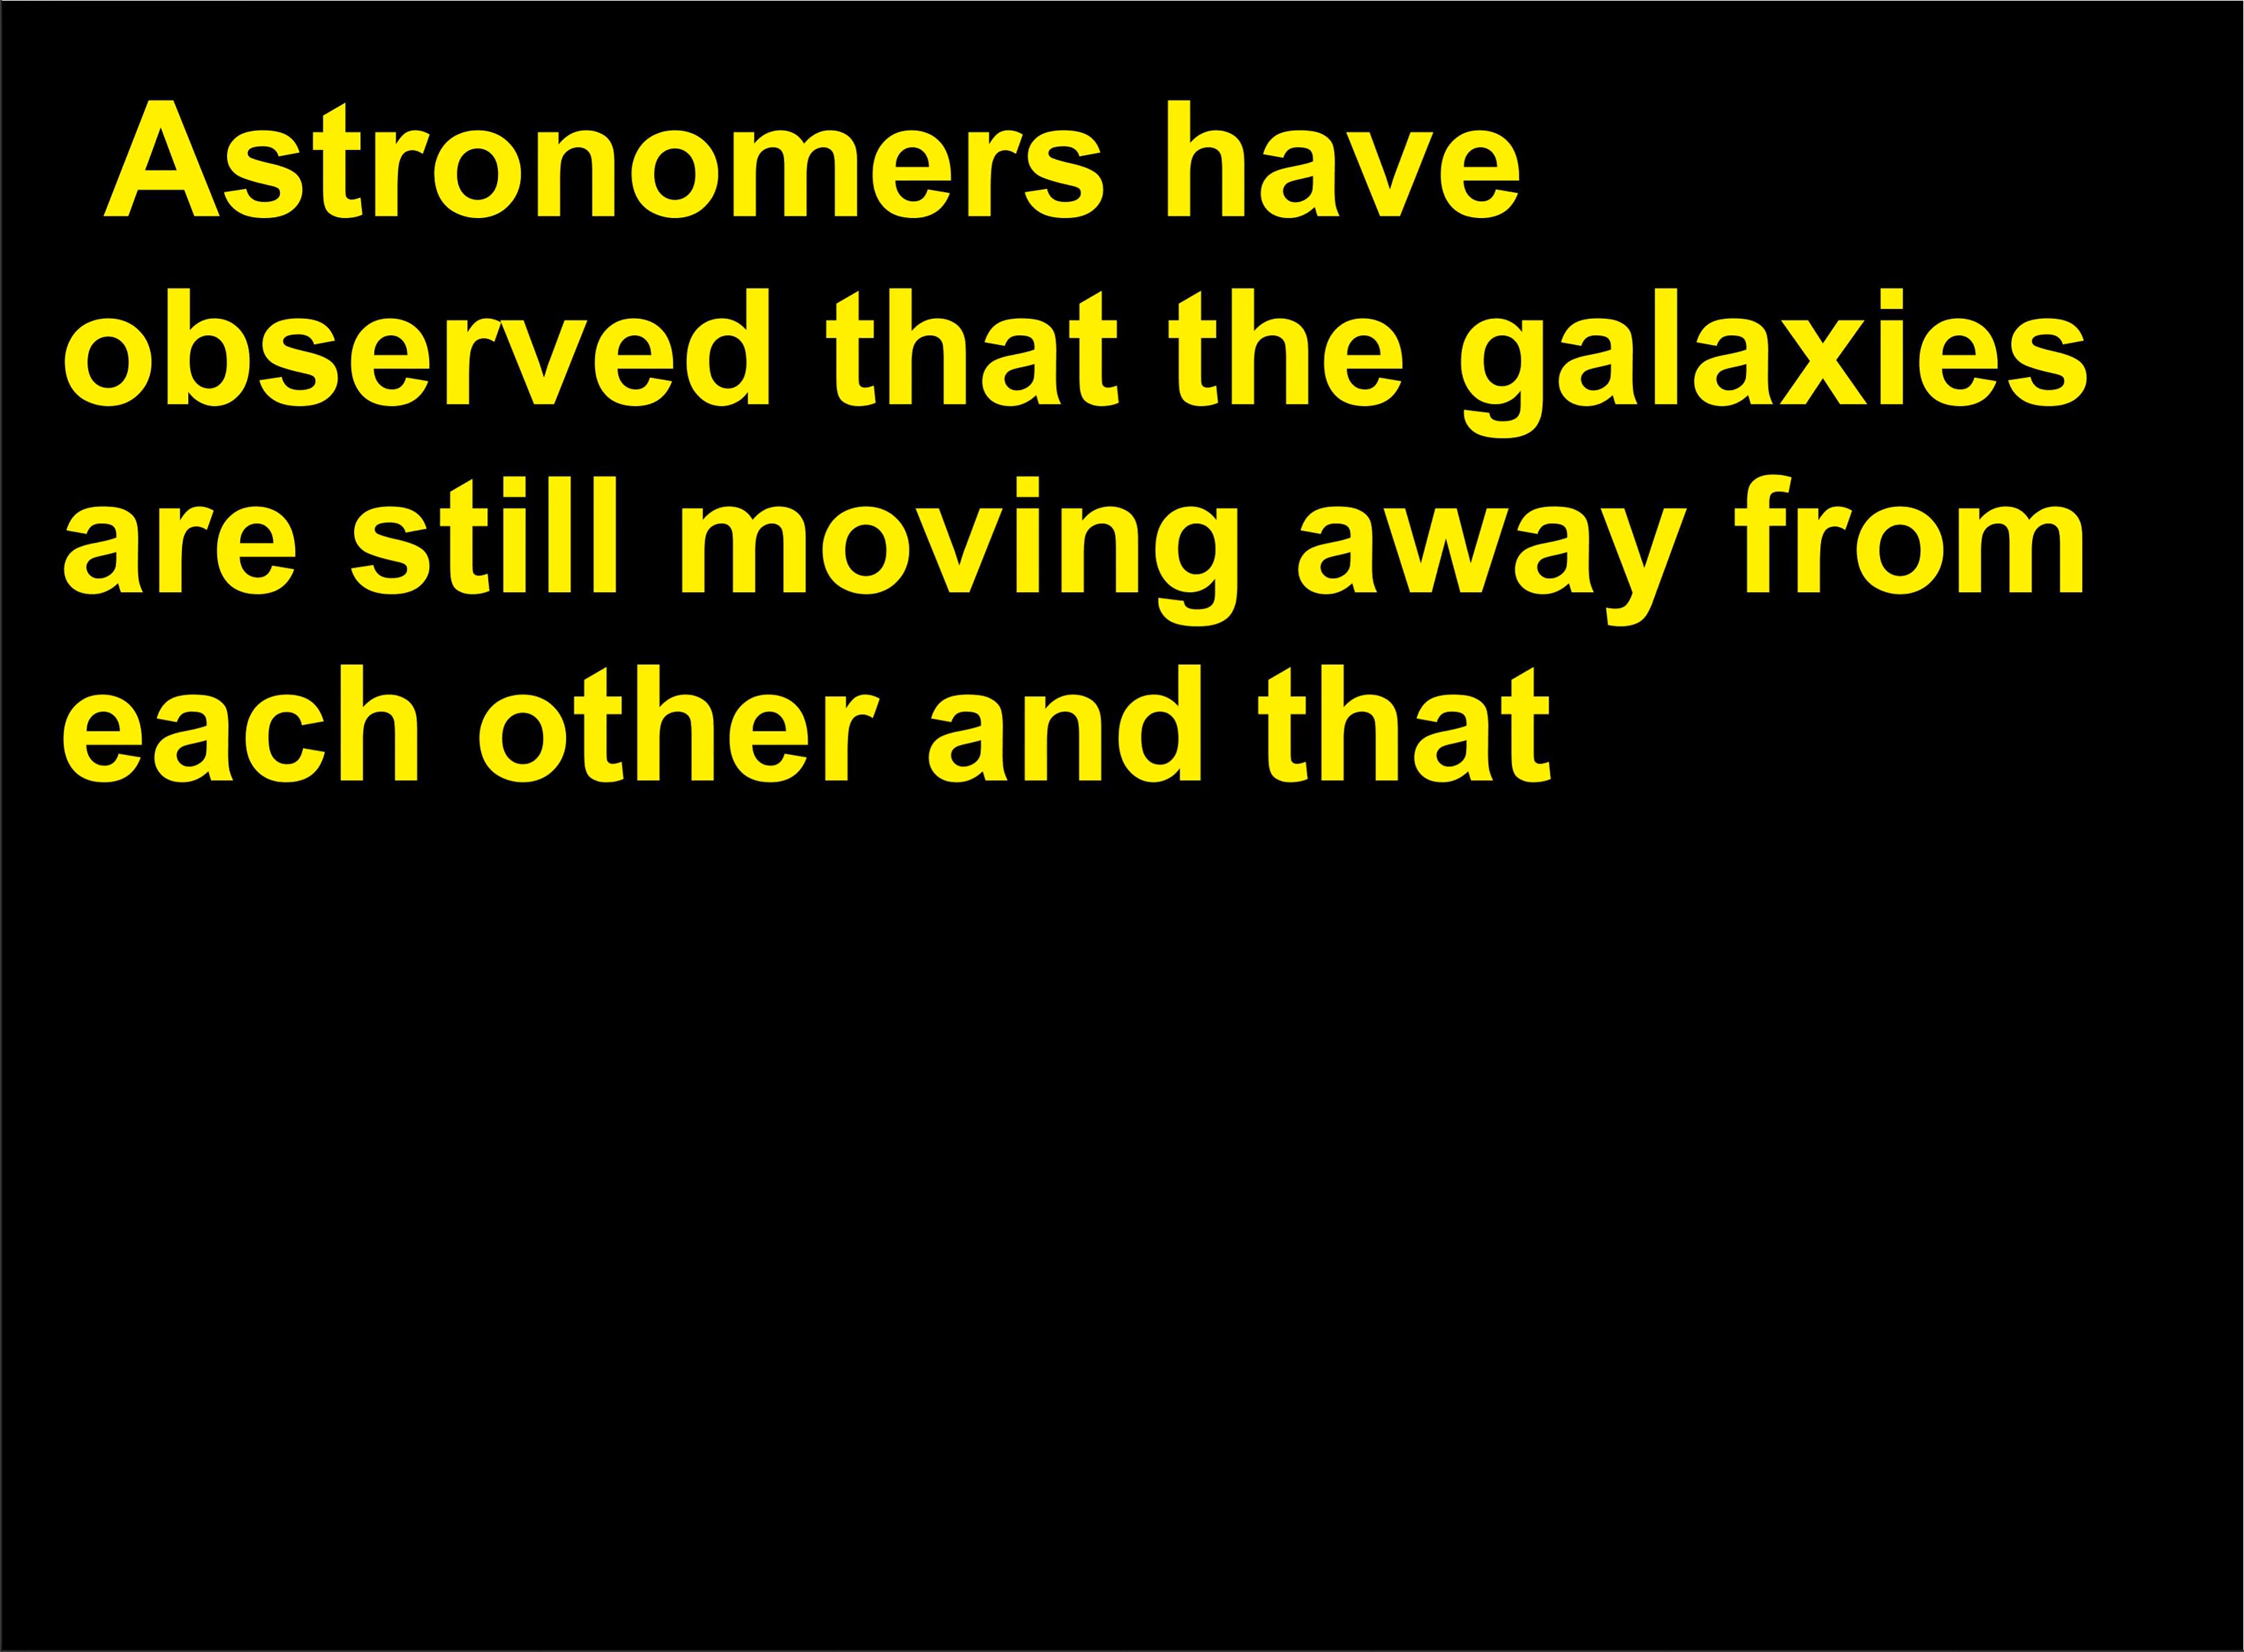 Astronomers have
observed that the galaxies
are still moving away from
each other and that